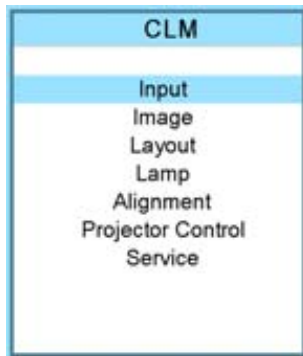 CLM
Input
Image
Layout
Lamp
Alignment
Projector Control
Service